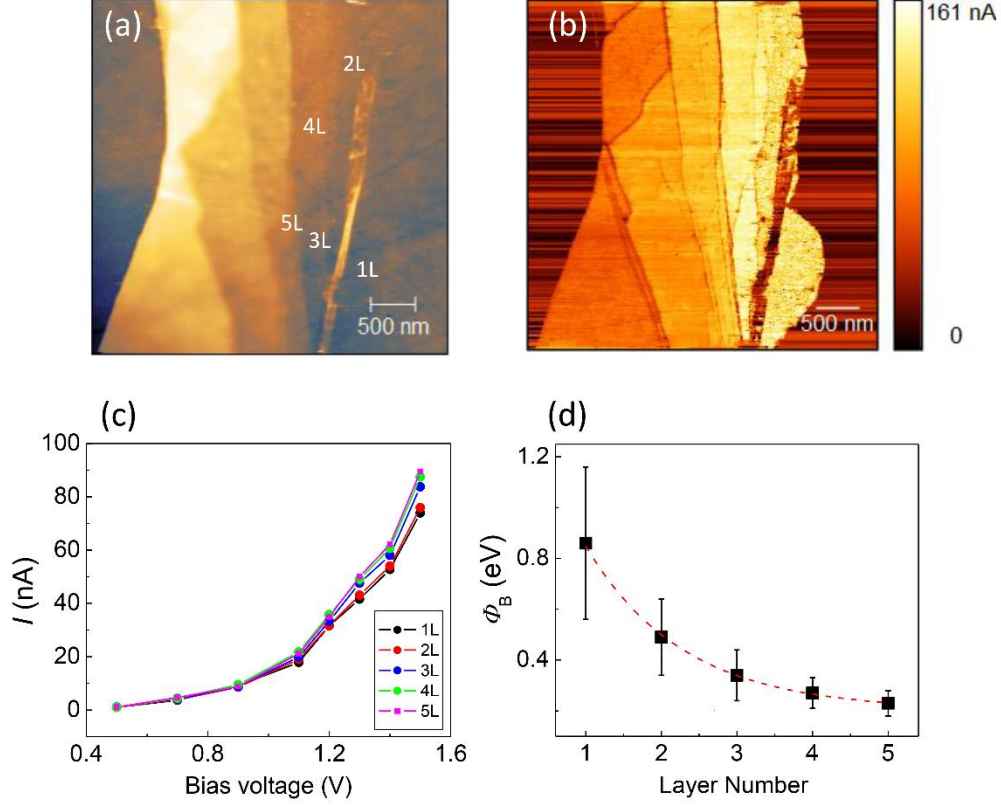 (a)
2L
4L
5L
3L
1L
500 nm
(b)
161 nA
0
500 nm
(c)
100
80
60
40
20
0
I (nA)
0.4
0.8
1.2
1.6
Bias voltage (V)
1L
2L
3L
4L
5L
(d)
1.2
0.8
0.4
Φ_B (eV)
1
2
3
4
5
Layer Number